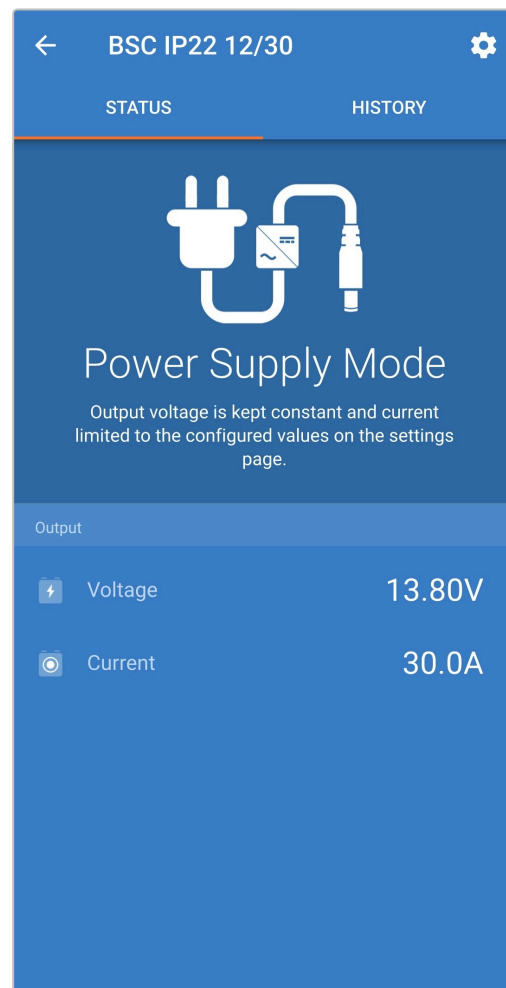 BSC IP22 12/30
STATUS HISTORY
Power Supply Mode
Output voltage is kept constant and current
limited to the configured values on the settings
page.
Output
Voltage 13.80V
Current 30.0A